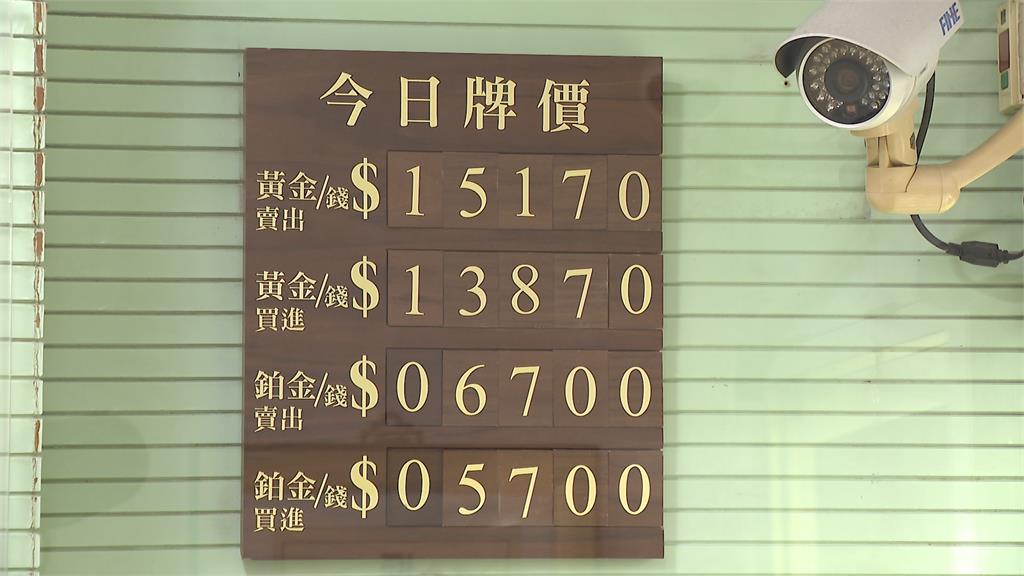 今日牌價
黃金/錢 $15170
賣出
黃金/錢 $13870
買進
鉑金/錢 $06700
賣出
鉑金/錢 $05700
買進